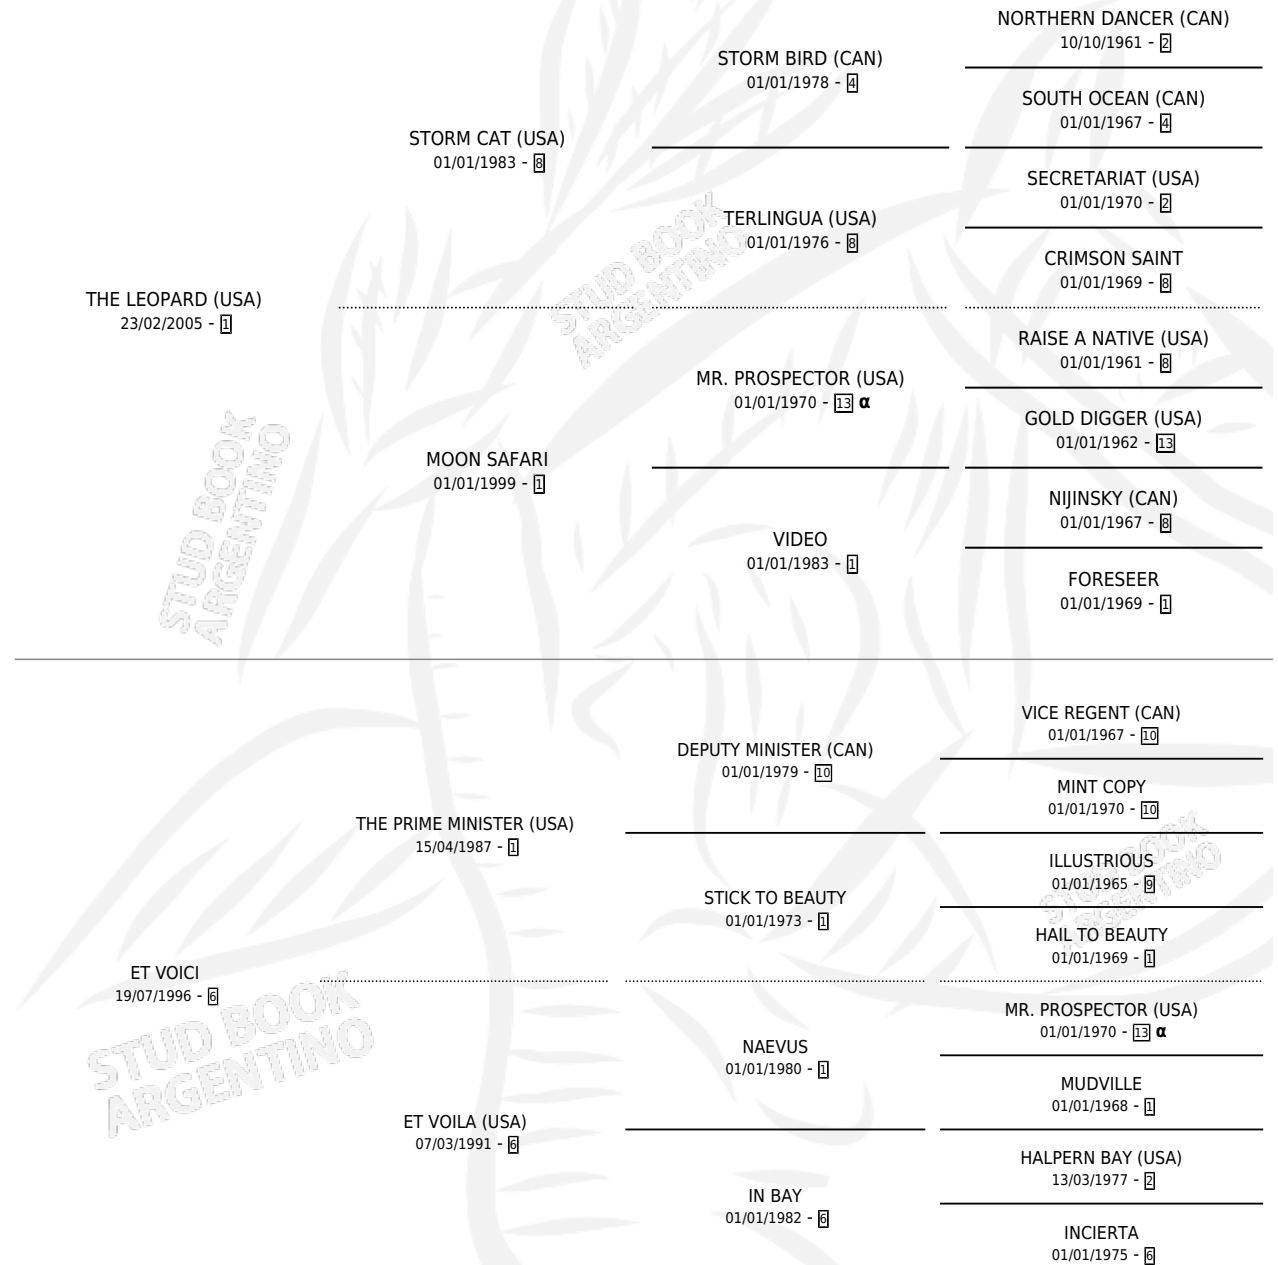 NORTHERN DANCER (CAN)
10/10/1961 - 2
STORM BIRD (CAN)
01/01/1978 - 4
SOUTH OCEAN (CAN)
01/01/1967 - 4
STORM CAT (USA)
01/01/1983 - 8
SECRETARIAT (USA)
01/01/1970 - 2
TERLINGUA (USA)
01/01/1976 - 8
CRIMSON SAINT
01/01/1969 - 8
THE LEOPARD (USA)
23/02/2005 - 1
RAISE A NATIVE (USA)
01/01/1961 - 8
MR. PROSPECTOR (USA)
01/01/1970 - 13 α
GOLD DIGGER (USA)
01/01/1962 - 13
MOON SAFARI
01/01/1999 - 1
NIJINSKY (CAN)
01/01/1967 - 8
VIDEO
01/01/1983 - 1
FORESEER
01/01/1969 - 1
STUD BOOK
ARGENTINO
STUD BOOK
ARGENTINO
VICE REGENT (CAN)
01/01/1967 - 10
DEPUTY MINISTER (CAN)
01/01/1979 - 10
MINT COPY
01/01/1970 - 10
THE PRIME MINISTER (USA)
15/04/1987 - 1
ILLUSTRIOUS
01/01/1965 - 9
STICK TO BEAUTY
01/01/1973 - 1
HAIL TO BEAUTY
01/01/1969 - 1
ET VOICI
19/07/1996 - 6
MR. PROSPECTOR (USA)
01/01/1970 - 13 α
NAEVUS
01/01/1980 - 1
MUDVILLE
01/01/1968 - 1
ET VOILA (USA)
07/03/1991 - 6
HALPERN BAY (USA)
13/03/1977 - 2
IN BAY
01/01/1982 - 6
INCIERTA
01/01/1975 - 6
STUD BOOK
ARGENTINO
STUD BOOK
ARGENTINO